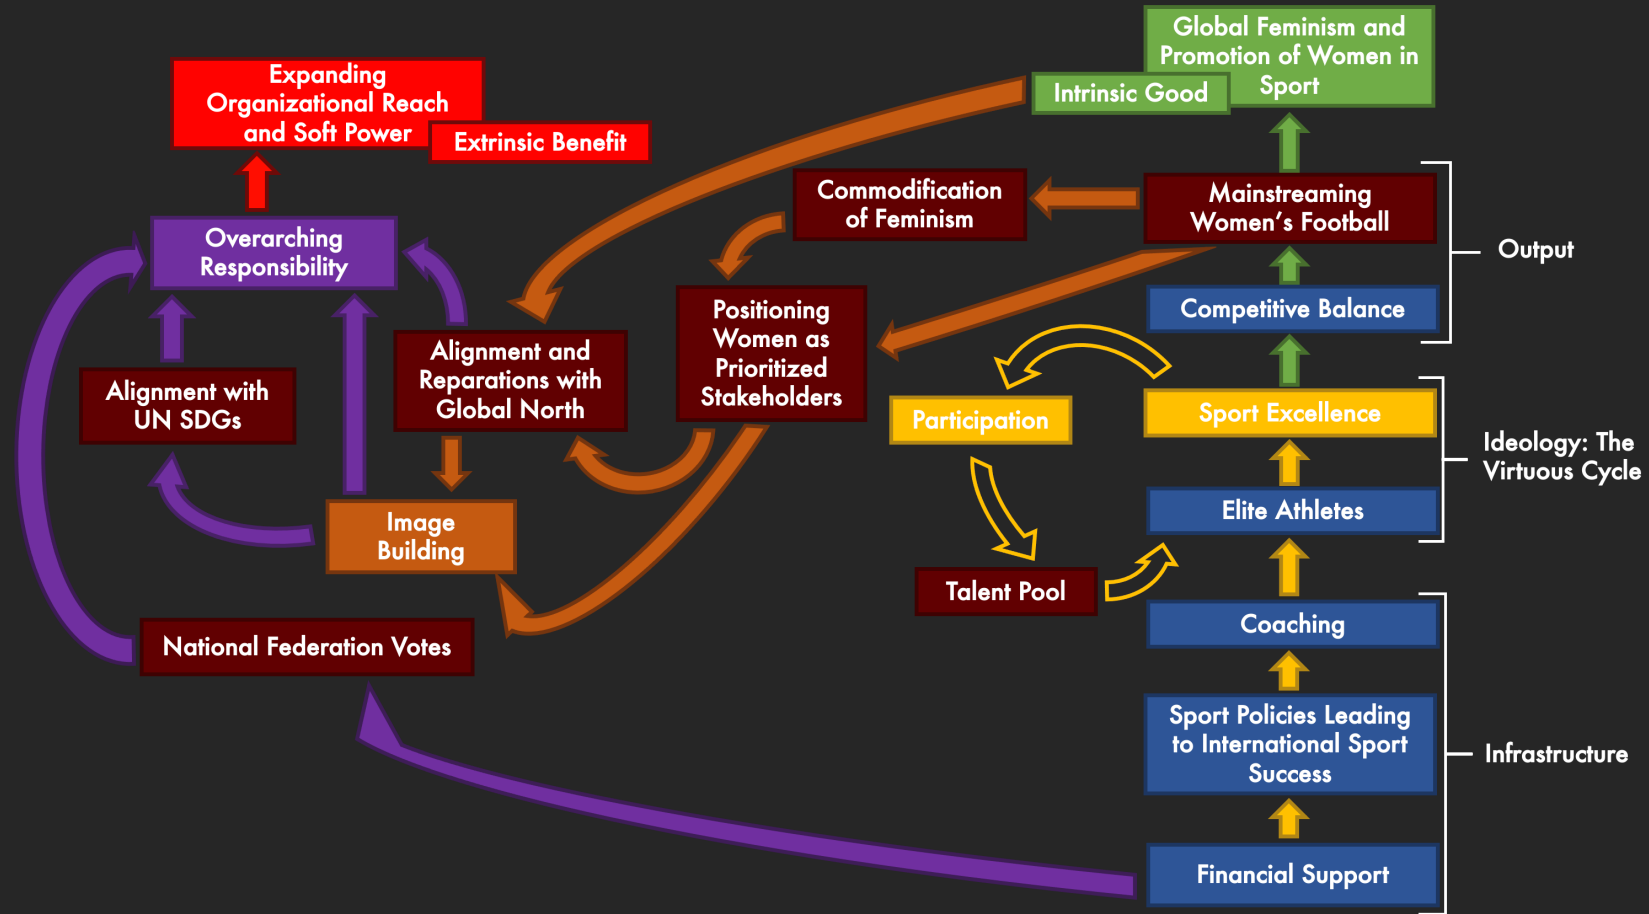 Global Feminism and
Promotion of Women in
Sport
Intrinsic Good
Expanding
Organizational Reach
and Soft Power
Extrinsic Benefit
Commodification
of Feminism
Mainstreaming
Women's Football
Output
Overarching
Responsibility
Competitive Balance
Positioning
Women as
Prioritized
Stakeholders
Alignment and
Reparations with
Global North
Alignment with
UN SDGs
Participation
Sport Excellence
Ideology: The
Virtuous Cycle
Elite Athletes
Image
Building
Talent Pool
Coaching
National Federation Votes
Sport Policies Leading
to International Sport
Success
Infrastructure
Financial Support